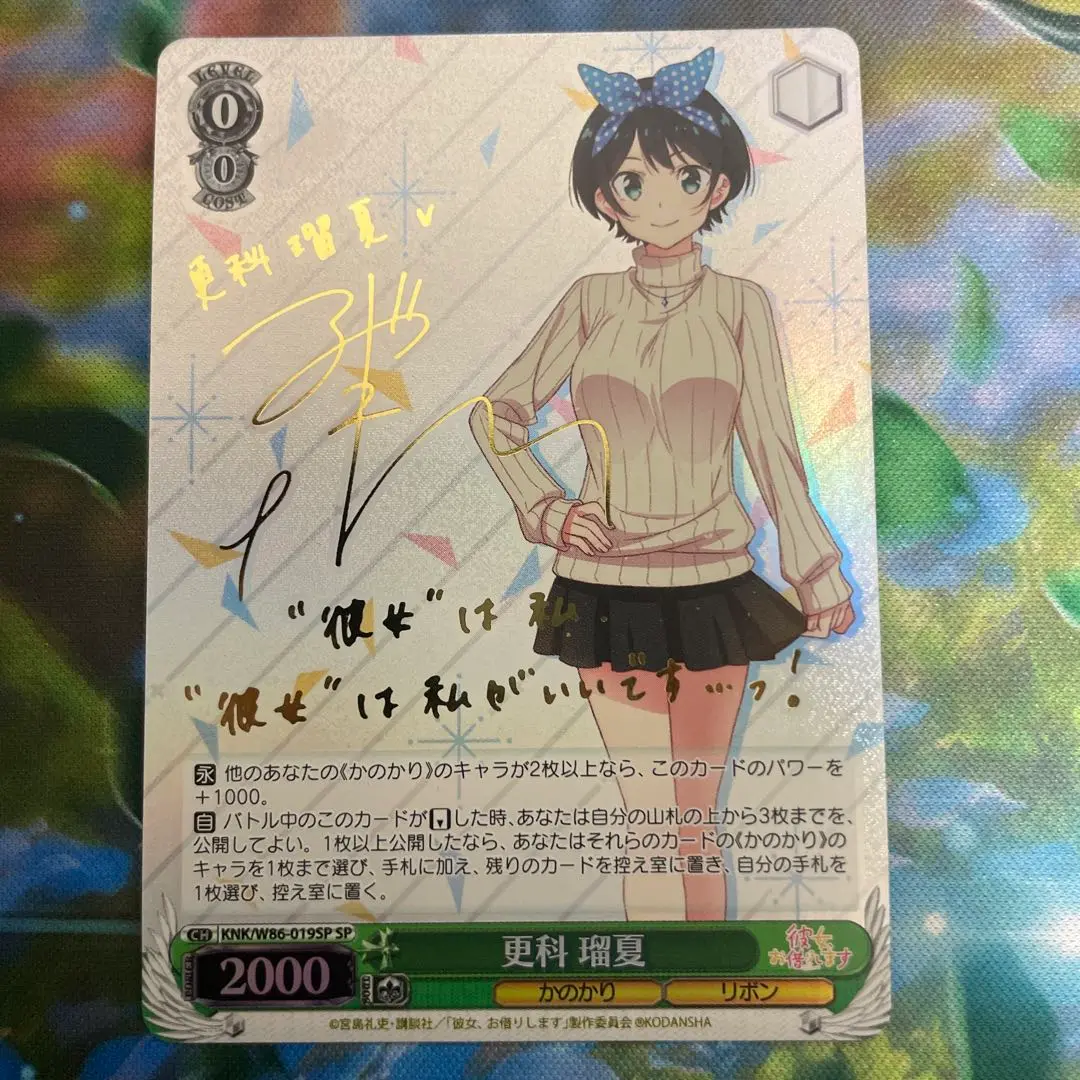 LEVEL
0
0
COST
更科 瑠夏
"彼女"は私.
"彼女"は私がいいです…っ!
永 他のあなたの《かのかり》のキャラが2枚以上なら、このカードのパワーを
+1000。
自 バトル中のこのカードがした時、あなたは自分の山札の上から3枚までを、
公開してよい。1枚以上公開したなら、あなたはそれらのカードの《かのかり》の
キャラを1枚まで選び、手札に加え、残りのカードを控え室に置き、自分の手札を
1枚選び、控え室に置く。
CH KNK/W86-019SP SP
POWER 2000
SOUL
更科 瑠夏
彼女
お借りします
かのかり
リボン
©宮島礼吏・講談社/「彼女、お借りします」製作委員会 ®KODANSHA